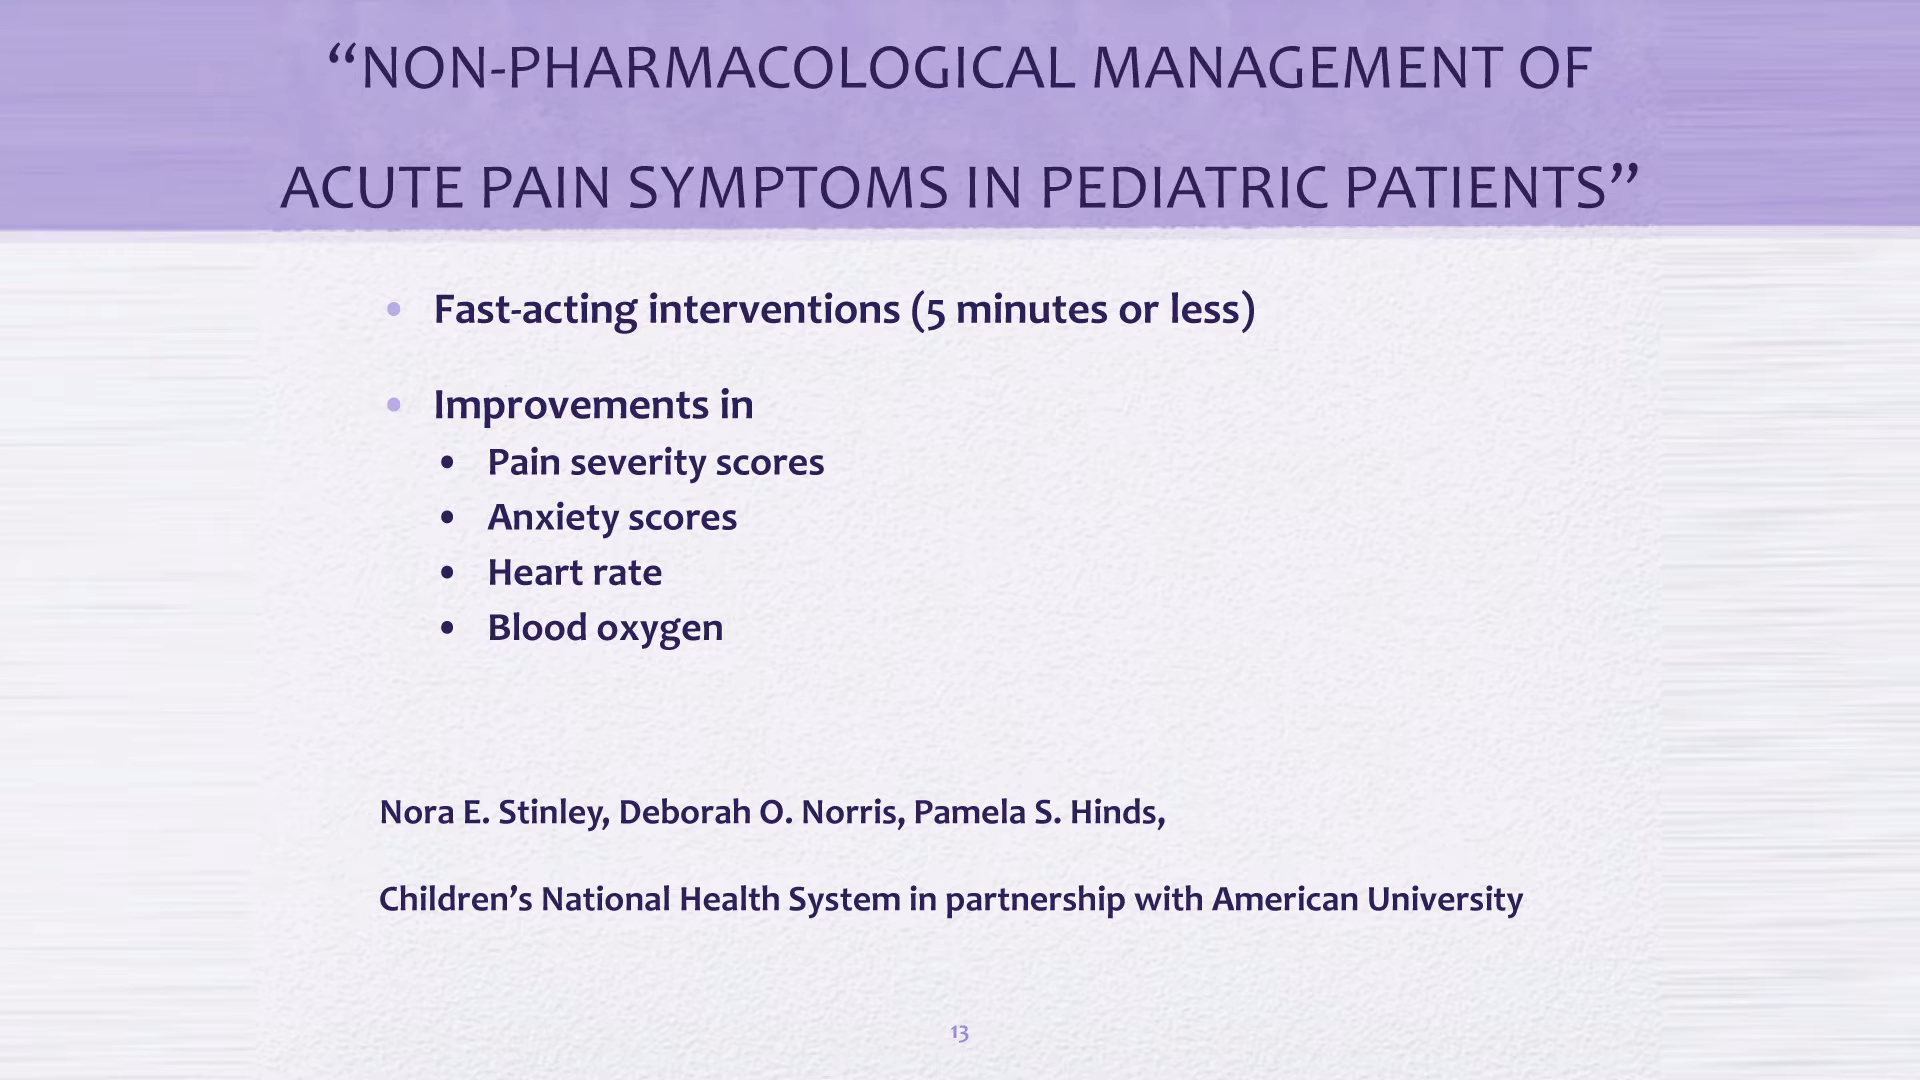 “NON-PHARMACOLOGICAL MANAGEMENT OF
ACUTE PAIN SYMPTOMS IN PEDIATRIC PATIENTS”
• Fast-acting interventions (5 minutes or less)
• Improvements in
• Pain severity scores
• Anxiety scores
• Heart rate
• Blood oxygen
Nora E. Stinley, Deborah O. Norris, Pamela S. Hinds,
Children’s National Health System in partnership with American University
13